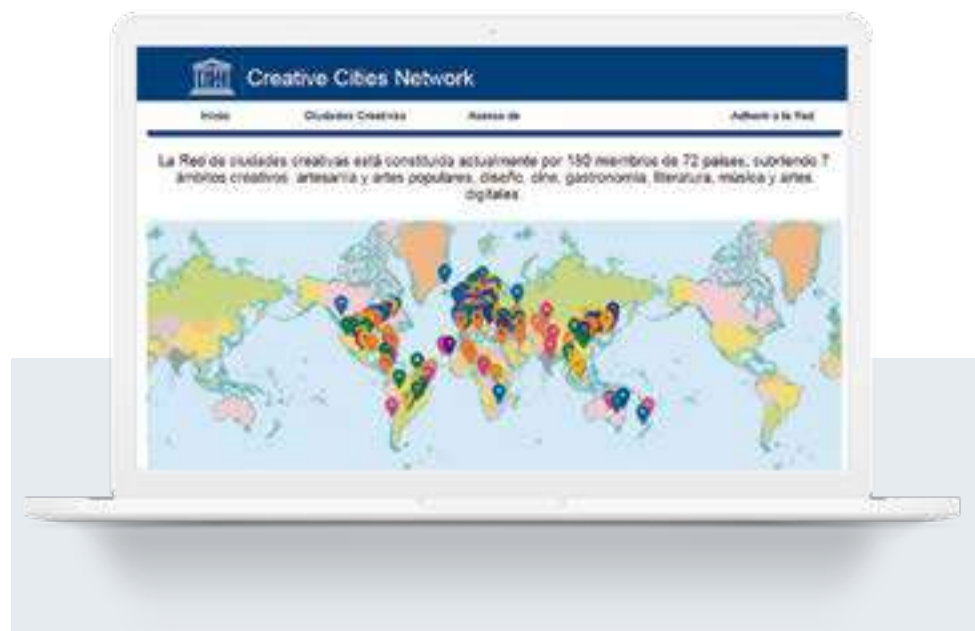 Creative Cities Network
Inicio Ciudades Creativas Acerca de Adherir a la Red
La Red de ciudades creativas está constituida actualmente por 180 miembros de 72 países, cubriendo 7
ámbitos creativos: artesanía y artes populares, diseño, cine, gastronomía, literatura, música y artes
digitales.